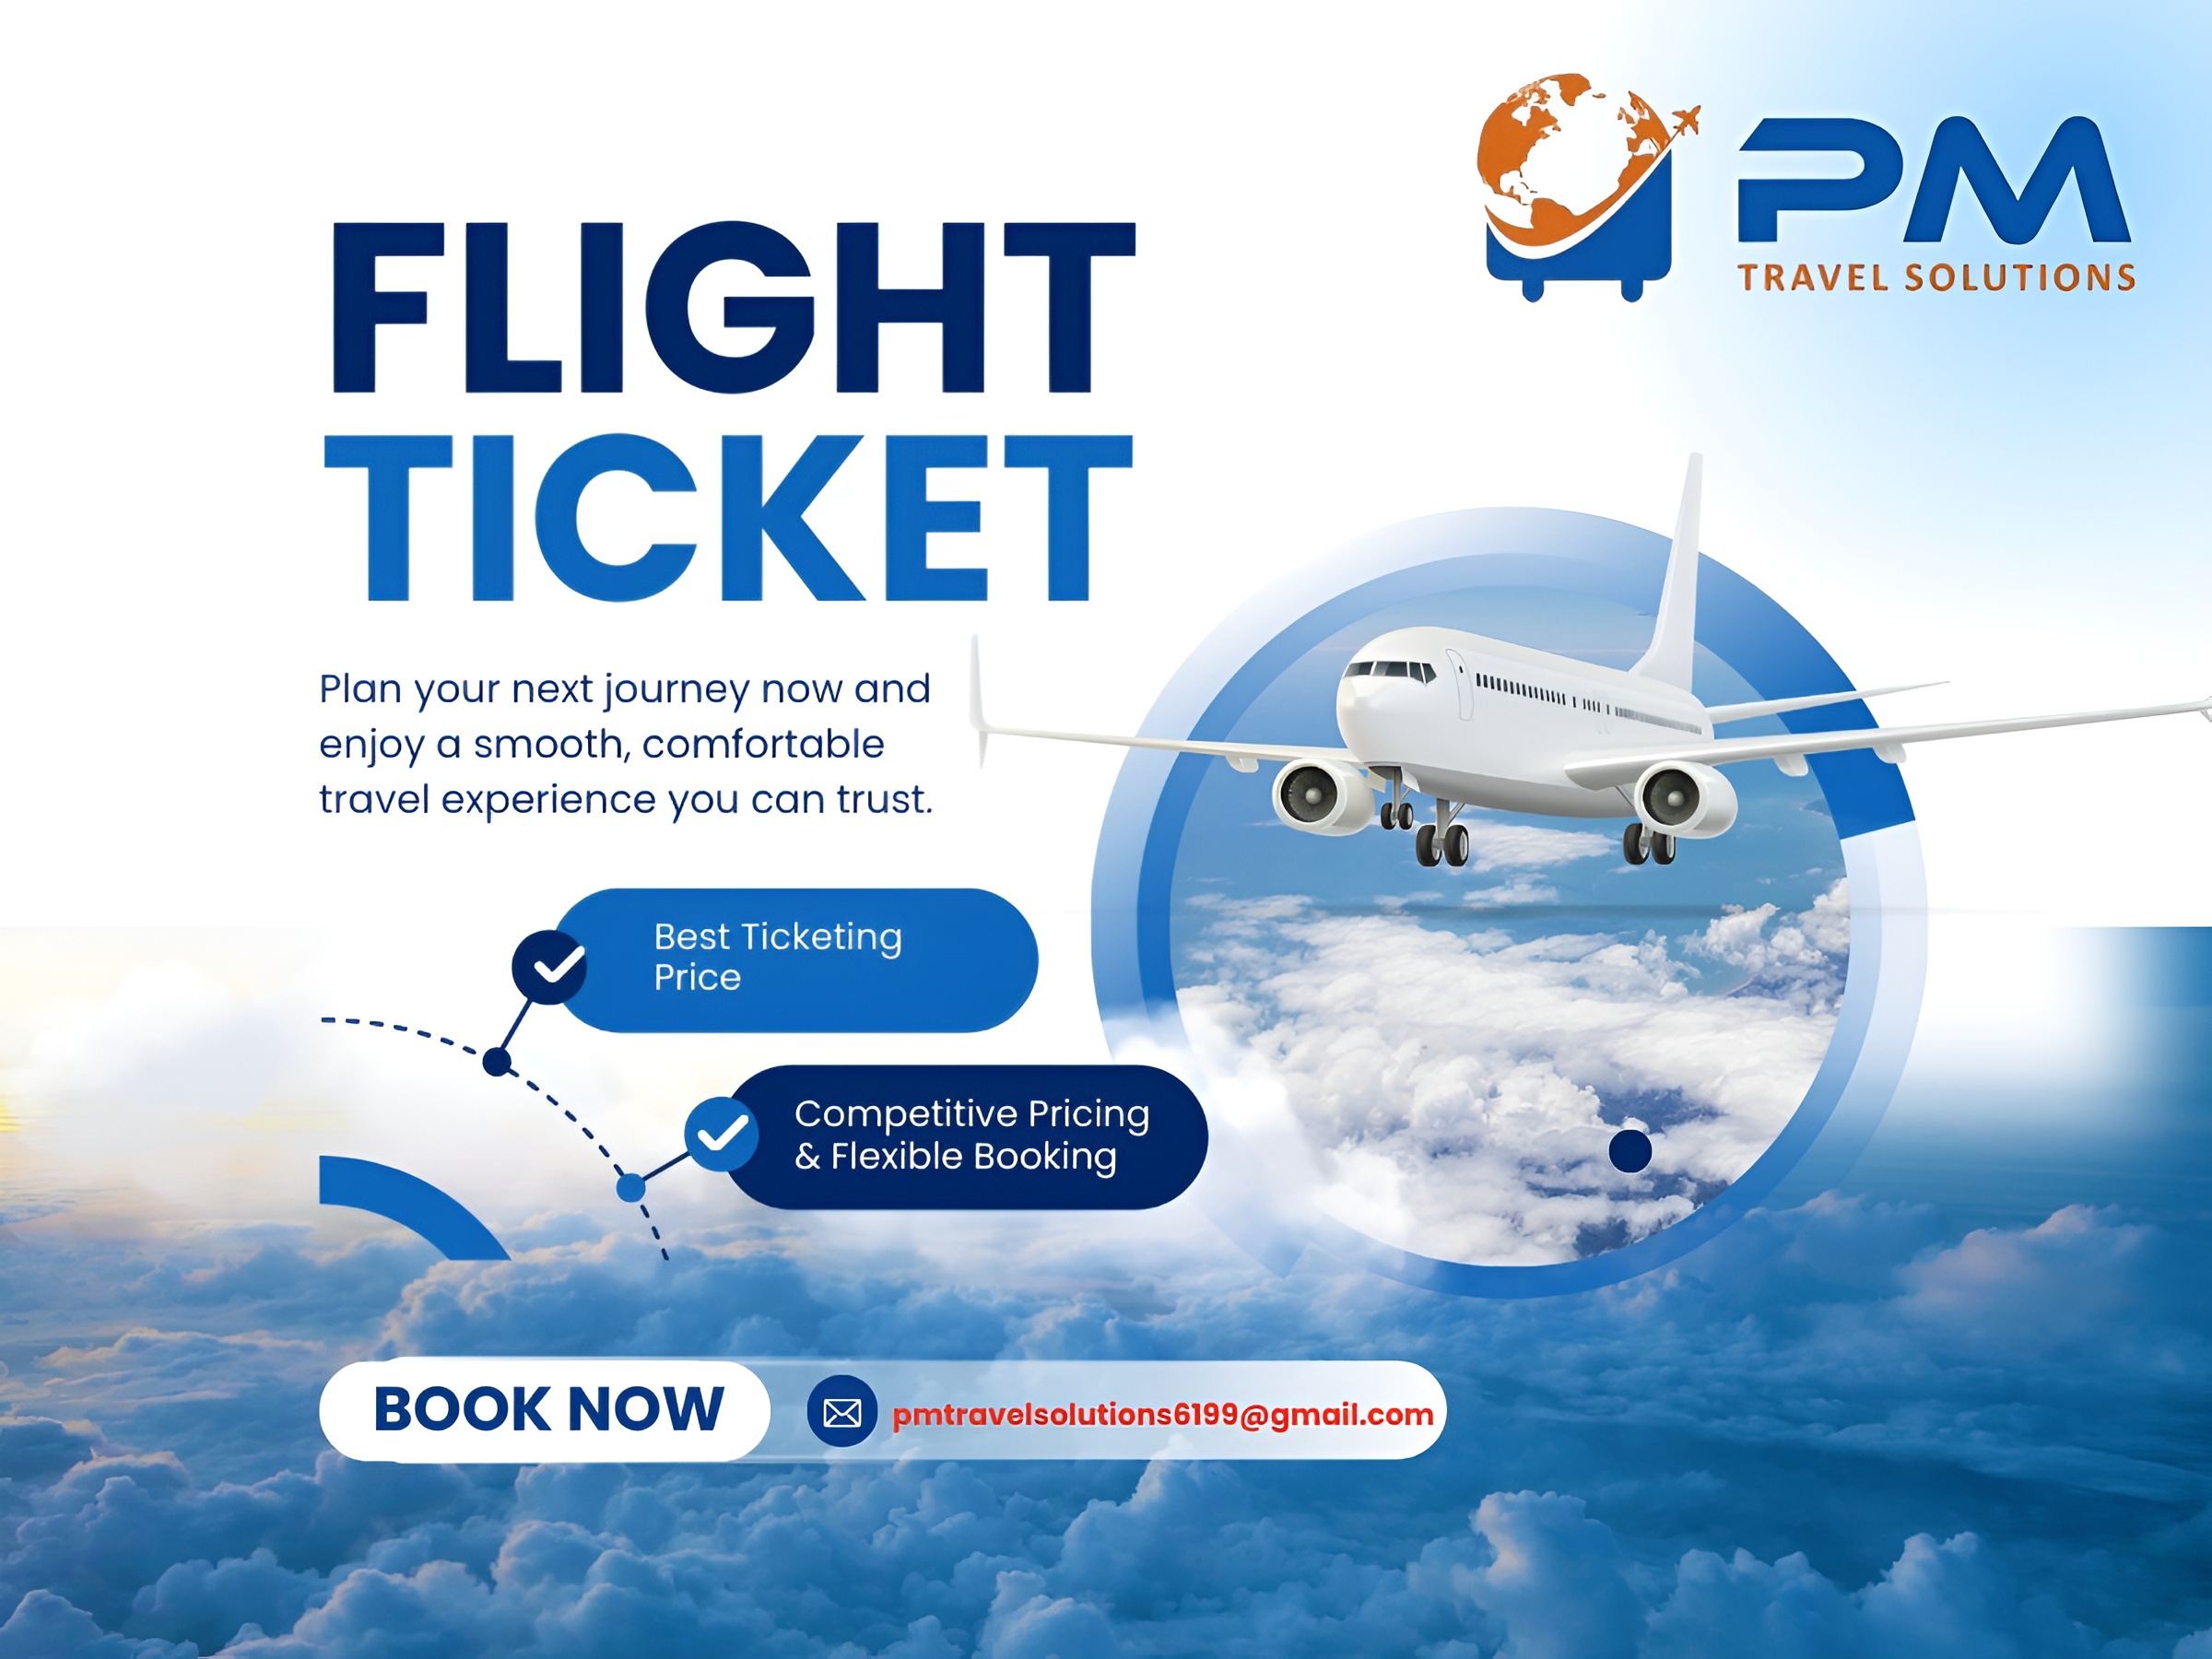 PM
TRAVEL SOLUTIONS
FLIGHT
TICKET
Plan your next journey now and
enjoy a smooth, comfortable
travel experience you can trust.
Best Ticketing
Price
Competitive Pricing
& Flexible Booking
BOOK NOW
pmtravelsolutions6199@gmail.com